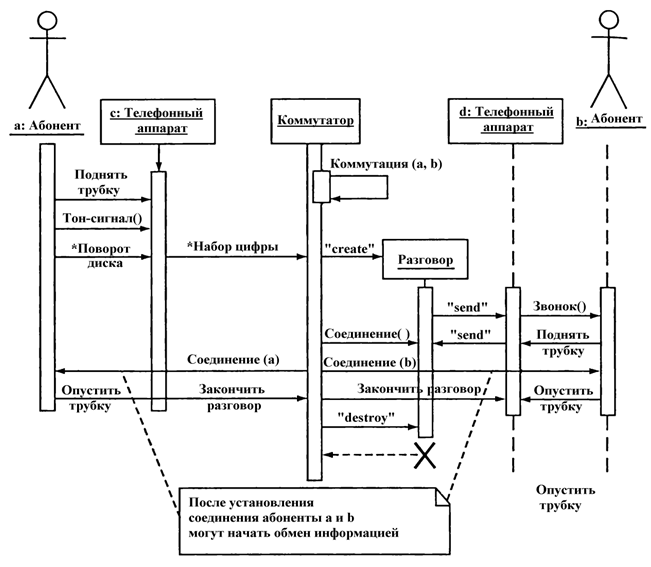 a: Абонент
c: Телефонный
аппарат
Коммутатор
d: Телефонный
аппарат
b: Абонент
Коммутация (a, b)
Поднять
трубку
Тон-сигнал()
*Поворот
диска
*Набор цифры
"create"
Разговор
"send"
Звонок()
Соединение( )
"send"
Поднять
трубку
Соединение (a)
Соединение (b)
Опустить
трубку
Закончить
разговор
Закончить разговор
Опустить
трубку
"destroy"
После установления
соединения абоненты a и b
могут начать обмен информацией
Опустить
трубку